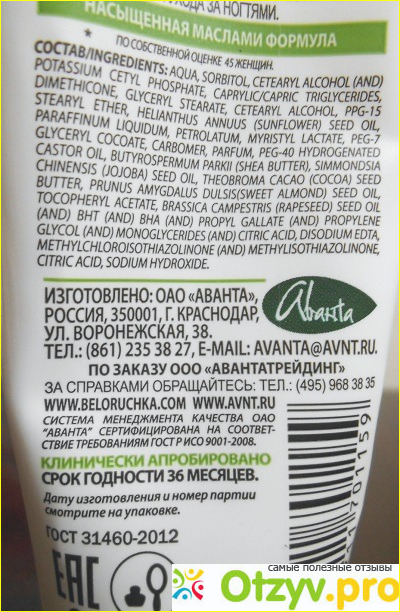 ХОДА ЗА НОГТЯМИ.
НАСЫЩЕННАЯ МАСЛАМИ ФОРМУЛА
* ПО СОБСТВЕННОЙ ОЦЕНКЕ 45 ЖЕНЩИН.
СОСТАВ/INGREDIENTS: AQUA, SORBITOL, CETEARYL ALCOHOL (AND)
POTASSIUM CETYL PHOSPHATE, CAPRYLIC/CAPRIC TRIGLYCERIDES,
DIMETHICONE, GLYCERYL STEARATE, CETEARYL ALCOHOL, PPG-15
STEARYL ETHER, HELIANTHUS ANNUUS (SUNFLOWER) SEED OIL,
PARAFFINUM LIQUIDUM, PETROLATUM, MYRISTYL LACTATE, PEG-7
GLYCERYL COCOATE, CARBOMER, PARFUM, PEG-40 HYDROGENATED
CASTOR OIL, BUTYROSPERMUM PARKII (SHEA BUTTER), SIMMONDSIA
CHINENSIS (JOJOBA) SEED OIL, THEOBROMA CACAO (COCOA) SEED
BUTTER, PRUNUS AMYGDALUS DULSIS(SWEET ALMOND) SEED OIL,
TOCOPHERYL ACETATE, BRASSICA CAMPESTRIS (RAPESEED) SEED OIL
(AND) BHT (AND) BHA (AND) PROPYL GALLATE (AND) PROPYLENE
GLYCOL (AND) MONOGLYCERIDES (AND) CITRIC ACID, DISODIUM EDTA,
METHYLCHLOROISOTHIAZOLINONE (AND) METHYLISOTHIAZOLINONE,
CITRIC ACID, SODIUM HYDROXIDE.
ИЗГОТОВЛЕНО: ОАО «АВАНТА»,
РОССИЯ, 350001, Г. КРАСНОДАР,
УЛ. ВОРОНЕЖСКАЯ, 38.
Avanta
ТЕЛ.: (861) 235 38 27, E-MAIL: AVANTA@AVNT.RU.
ПО ЗАКАЗУ ООО «АВАНТАТРЕЙДИНГ»
ЗА СПРАВКАМИ ОБРАЩАЙТЕСЬ: ТЕЛ.: (495) 968 38 35
WWW.BELORUCHKA.COM WWW.AVNT.RU.
СИСТЕМА МЕНЕДЖМЕНТА КАЧЕСТВА ОАО
"АВАНТА" СЕРТИФИЦИРОВАНА НА СООТВЕТ-
СТВИЕ ТРЕБОВАНИЯМ ГОСТ Р ИСО 9001-2008.
КЛИНИЧЕСКИ АПРОБИРОВАНО
СРОК ГОДНОСТИ 36 МЕСЯЦЕВ.
Дату изготовления и номер партии
смотрите на упаковке.
ГОСТ 31460-2012
EAC
701159
самые полезные отзывы
Otzyv.pro